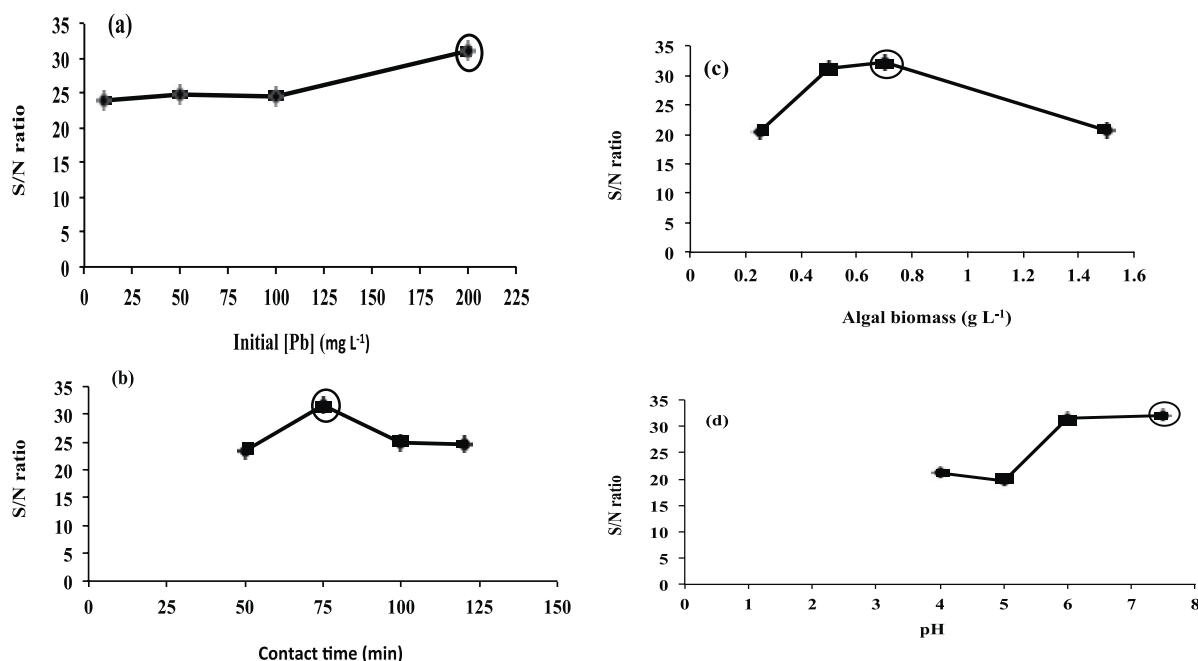 (a)
S/N ratio
35
30
25
20
15
10
5
0
0 25 50 75 100 125 150 175 200 225
Initial [Pb] (mg L-1)
(b)
S/N ratio
35
30
25
20
15
10
5
0
0 25 50 75 100 125 150
Contact time (min)
(c)
S/N ratio
35
30
25
20
15
10
5
0
0 0.2 0.4 0.6 0.8 1 1.2 1.4 1.6
Algal biomass (g L-1)
(d)
S/N ratio
35
30
25
20
15
10
5
0
0 1 2 3 4 5 6 7 8
pH